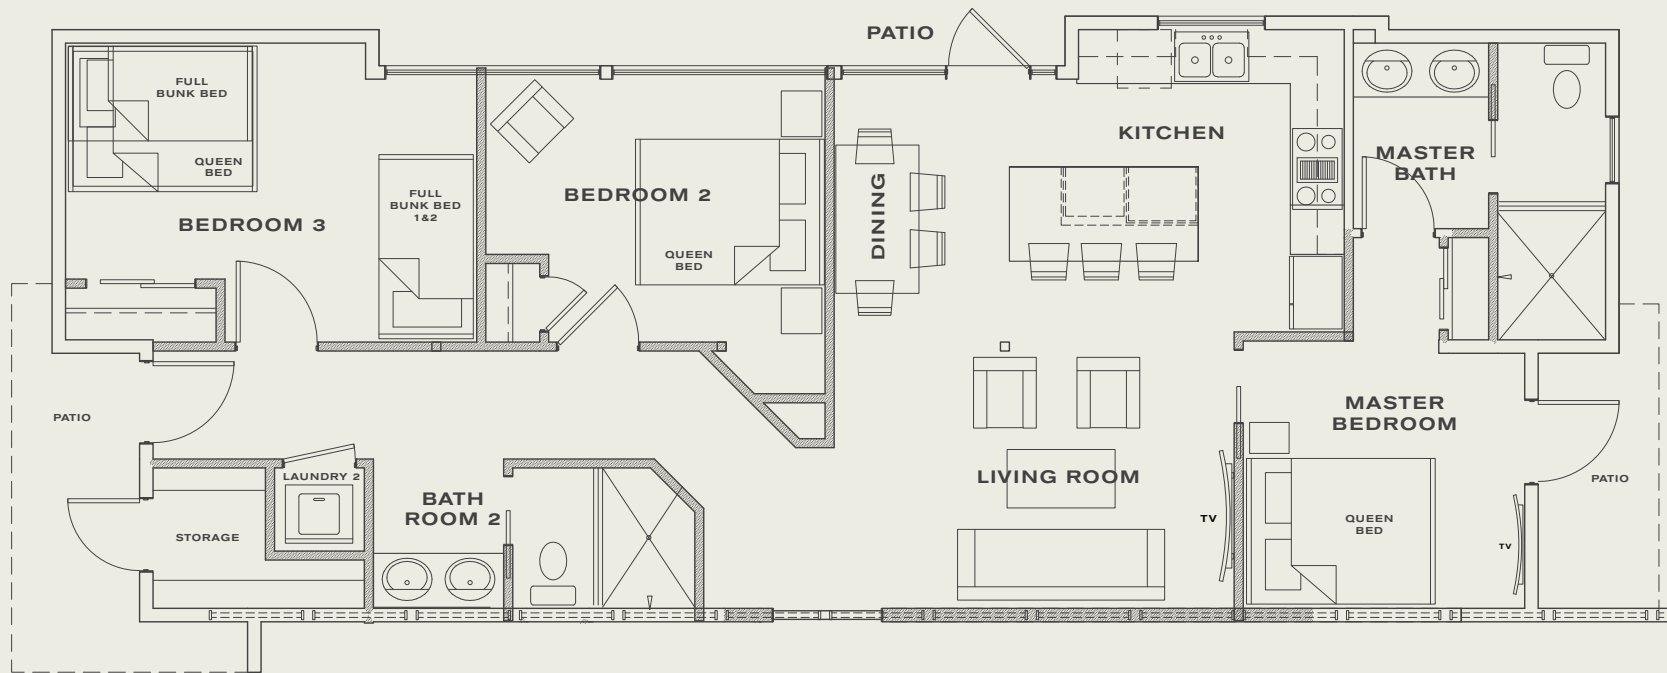 PATIO
FULL
BUNK BED
QUEEN
BED
BEDROOM 3
FULL
BUNK BED
1&2
BEDROOM 2
QUEEN
BED
DINING
KITCHEN
MASTER
BATH
PATIO
LAUNDRY 2
STORAGE
BATH
ROOM 2
LIVING ROOM
TV
MASTER
BEDROOM
QUEEN
BED
TV
PATIO